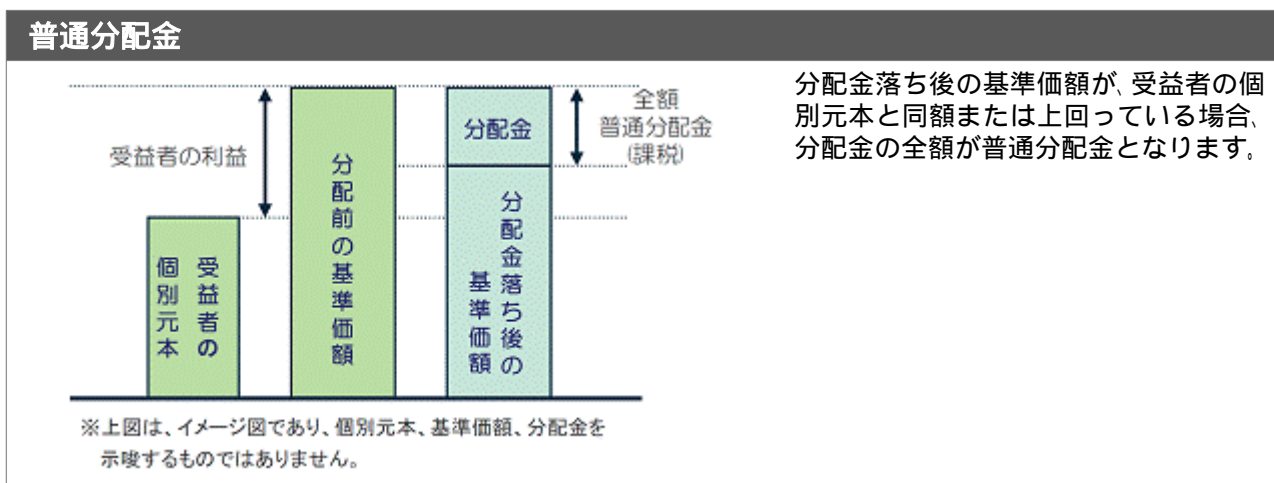 普通分配金
分配金落ち後の基準価額が、受益者の個
別元本と同額または上回っている場合、
分配金の全額が普通分配金となります。
受益者の利益
受益者の
個別元本
分配前の基準価額
分配金
分配金落ち後の
基準価額
全額
普通分配金
(課税)
※上図は、イメージ図であり、個別元本、基準価額、分配金を
示唆するものではありません。